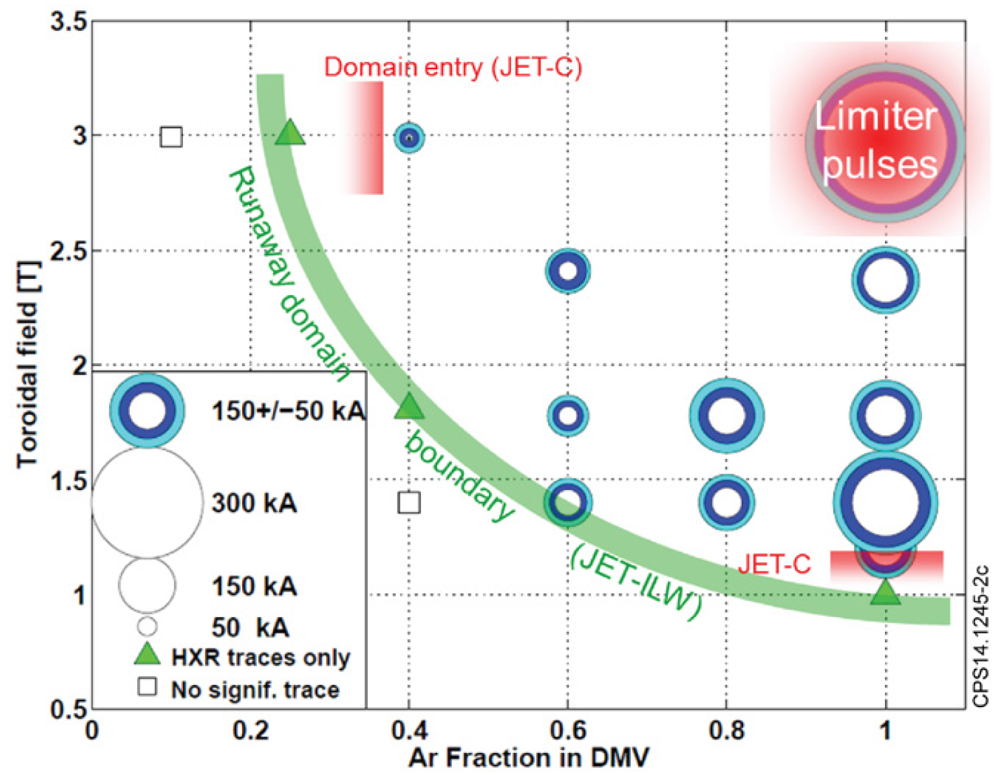 3.5
3
2.5
2
1.5
1
0.5
Toroidal field [T]
Domain entry (JET-C)
Limiter
pulses
Runaway domain
boundary
(JET-ILW)
JET-C
150+/−50 kA
300 kA
150 kA
50 kA
HXR traces only
No signif. trace
0
0.2
0.4
0.6
0.8
1
Ar Fraction in DMV
CPS14.1245-2c